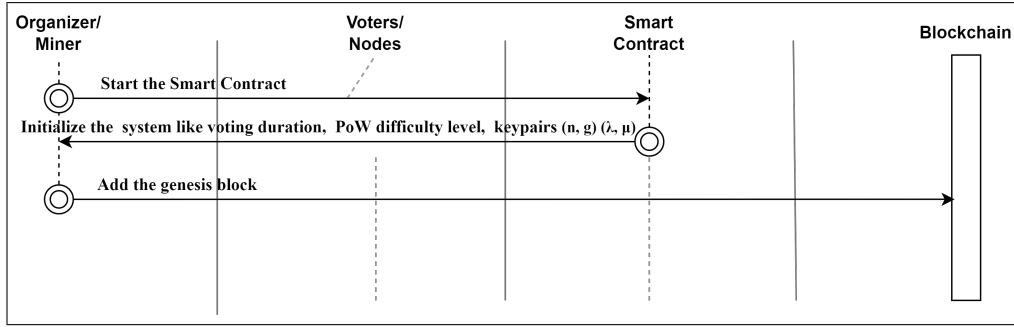 Organizer/
Miner
Voters/
Nodes
Smart
Contract
Blockchain
Start the Smart Contract
Initialize the system like voting duration, PoW difficulty level, keypairs (n, g) (λ, μ)
Add the genesis block